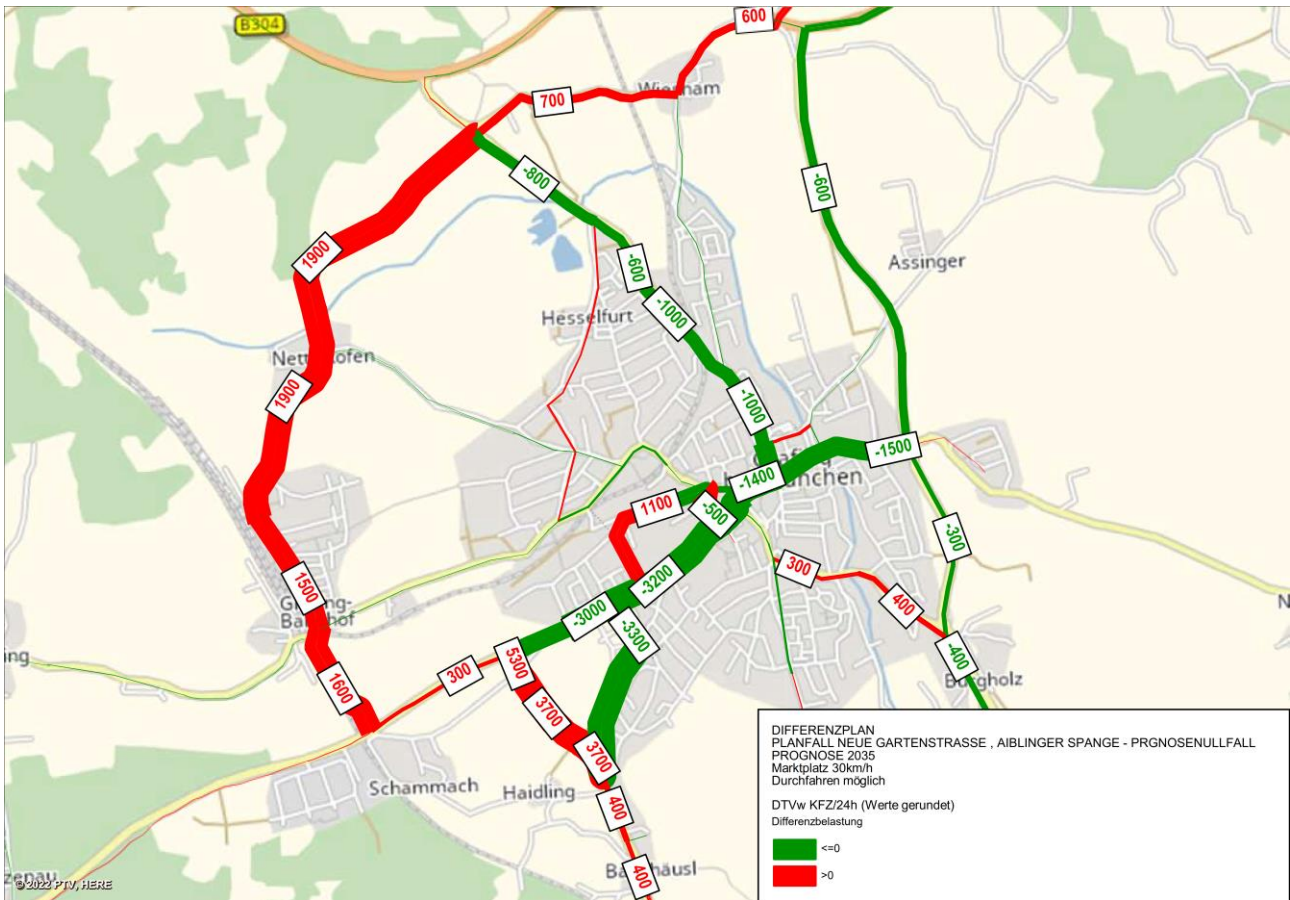 600
B304
Wiesham
700
-800
-600
1900
Assinger
-600
-1000
Hesselfurt
1900
-1000
-1500
-1400
1100
-500
-300
300
1500
-3200
400
-3000
-3300
5300
300
-400
1600
3700
3700
Schammach
Haidling
400
400
DIFFERENZPLAN
PLANFALL NEUE GARTENSTRASSE , AIBLINGER SPANGE - PRGNOSENULLFALL
PROGNOSE 2035
Marktplatz 30km/h
Durchfahren möglich
DTVw KFZ/24h (Werte gerundet)
Differenzbelastung
<=0
>0
© 2022 PTV, HERE